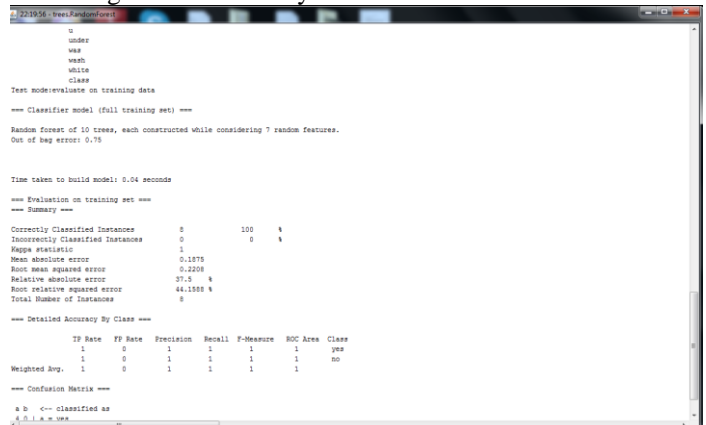 22:19:56 - trees.RandomForest
u
under
was
wash
white
class
Test mode:evaluate on training data
=== Classifier model (full training set) ===
Random forest of 10 trees, each constructed while considering 7 random features.
Out of bag error: 0.75
Time taken to build model: 0.04 seconds
=== Evaluation on training set ===
=== Summary ===
Correctly Classified Instances 8 100 %
Incorrectly Classified Instances 0 0 %
Kappa statistic 1
Mean absolute error 0.1875
Root mean squared error 0.2208
Relative absolute error 37.5 %
Root relative squared error 44.1588 %
Total Number of Instances 8
=== Detailed Accuracy By Class ===
TP Rate FP Rate Precision Recall F-Measure ROC Area Class
1 0 1 1 1 1 yes
1 0 1 1 1 1 no
Weighted Avg. 1 0 1 1 1 1
=== Confusion Matrix ===
a b <-- classified as
4 0 | a = yes